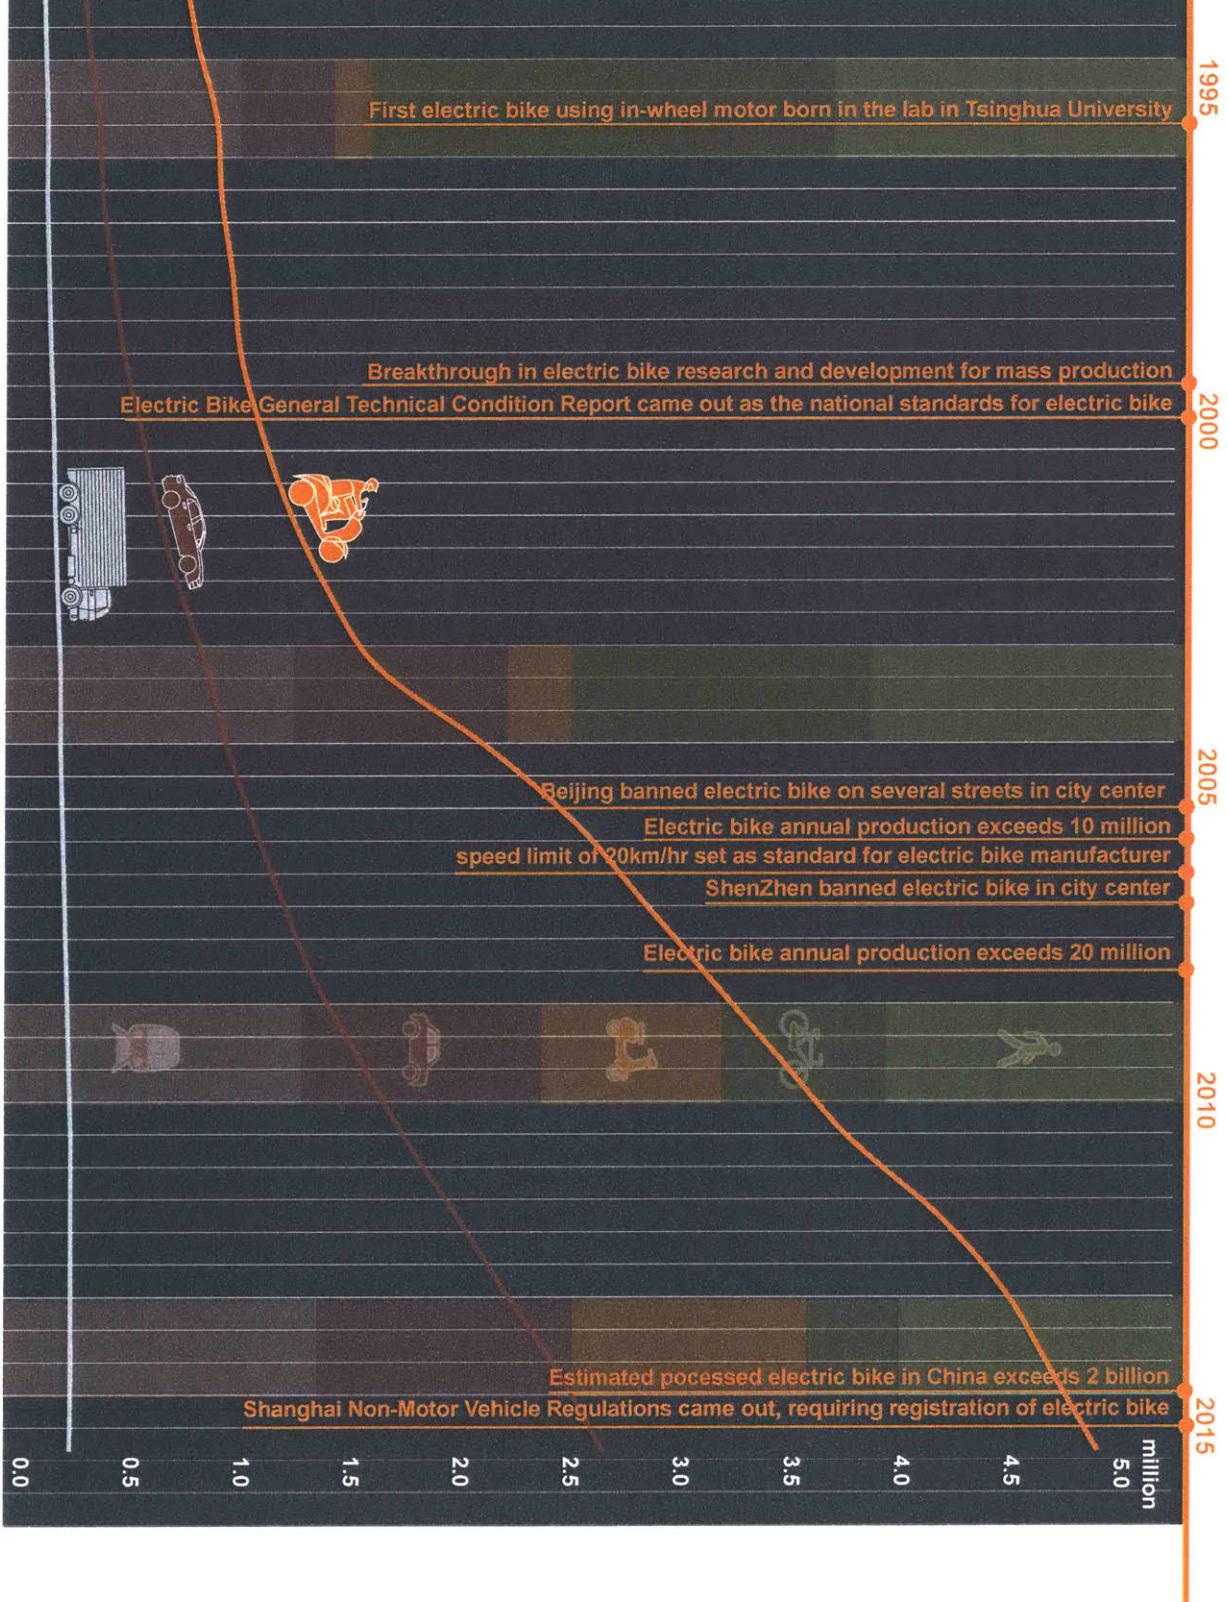 1995
First electric bike using in-wheel motor born in the lab in Tsinghua University
Breakthrough in electric bike research and development for mass production
Electric Bike General Technical Condition Report came out as the national standards for electric bike
2000
2005
Beijing banned electric bike on several streets in city center
Electric bike annual production exceeds 10 million
speed limit of 20km/hr set as standard for electric bike manufacturer
ShenZhen banned electric bike in city center
Electric bike annual production exceeds 20 million
2010
Estimated pocessed electric bike in China exceeds 2 billion
Shanghai Non-Motor Vehicle Regulations came out, requiring registration of electric bike
2015
million
0.0
0.5
1.0
1.5
2.0
2.5
3.0
3.5
4.0
4.5
5.0